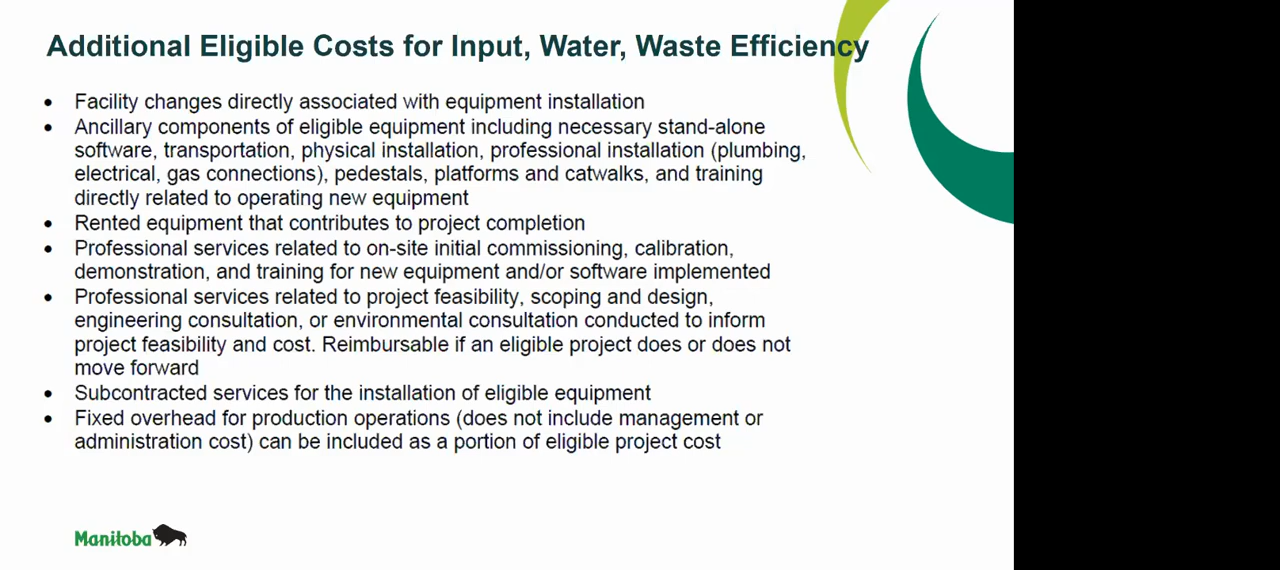 Additional Eligible Costs for Input, Water, Waste Efficiency
• Facility changes directly associated with equipment installation
• Ancillary components of eligible equipment including necessary stand-alone
software, transportation, physical installation, professional installation (plumbing,
electrical, gas connections), pedestals, platforms and catwalks, and training
directly related to operating new equipment
• Rented equipment that contributes to project completion
• Professional services related to on-site initial commissioning, calibration,
demonstration, and training for new equipment and/or software implemented
• Professional services related to project feasibility, scoping and design,
engineering consultation, or environmental consultation conducted to inform
project feasibility and cost. Reimbursable if an eligible project does or does not
move forward
• Subcontracted services for the installation of eligible equipment
• Fixed overhead for production operations (does not include management or
administration cost) can be included as a portion of eligible project cost
Manitoba